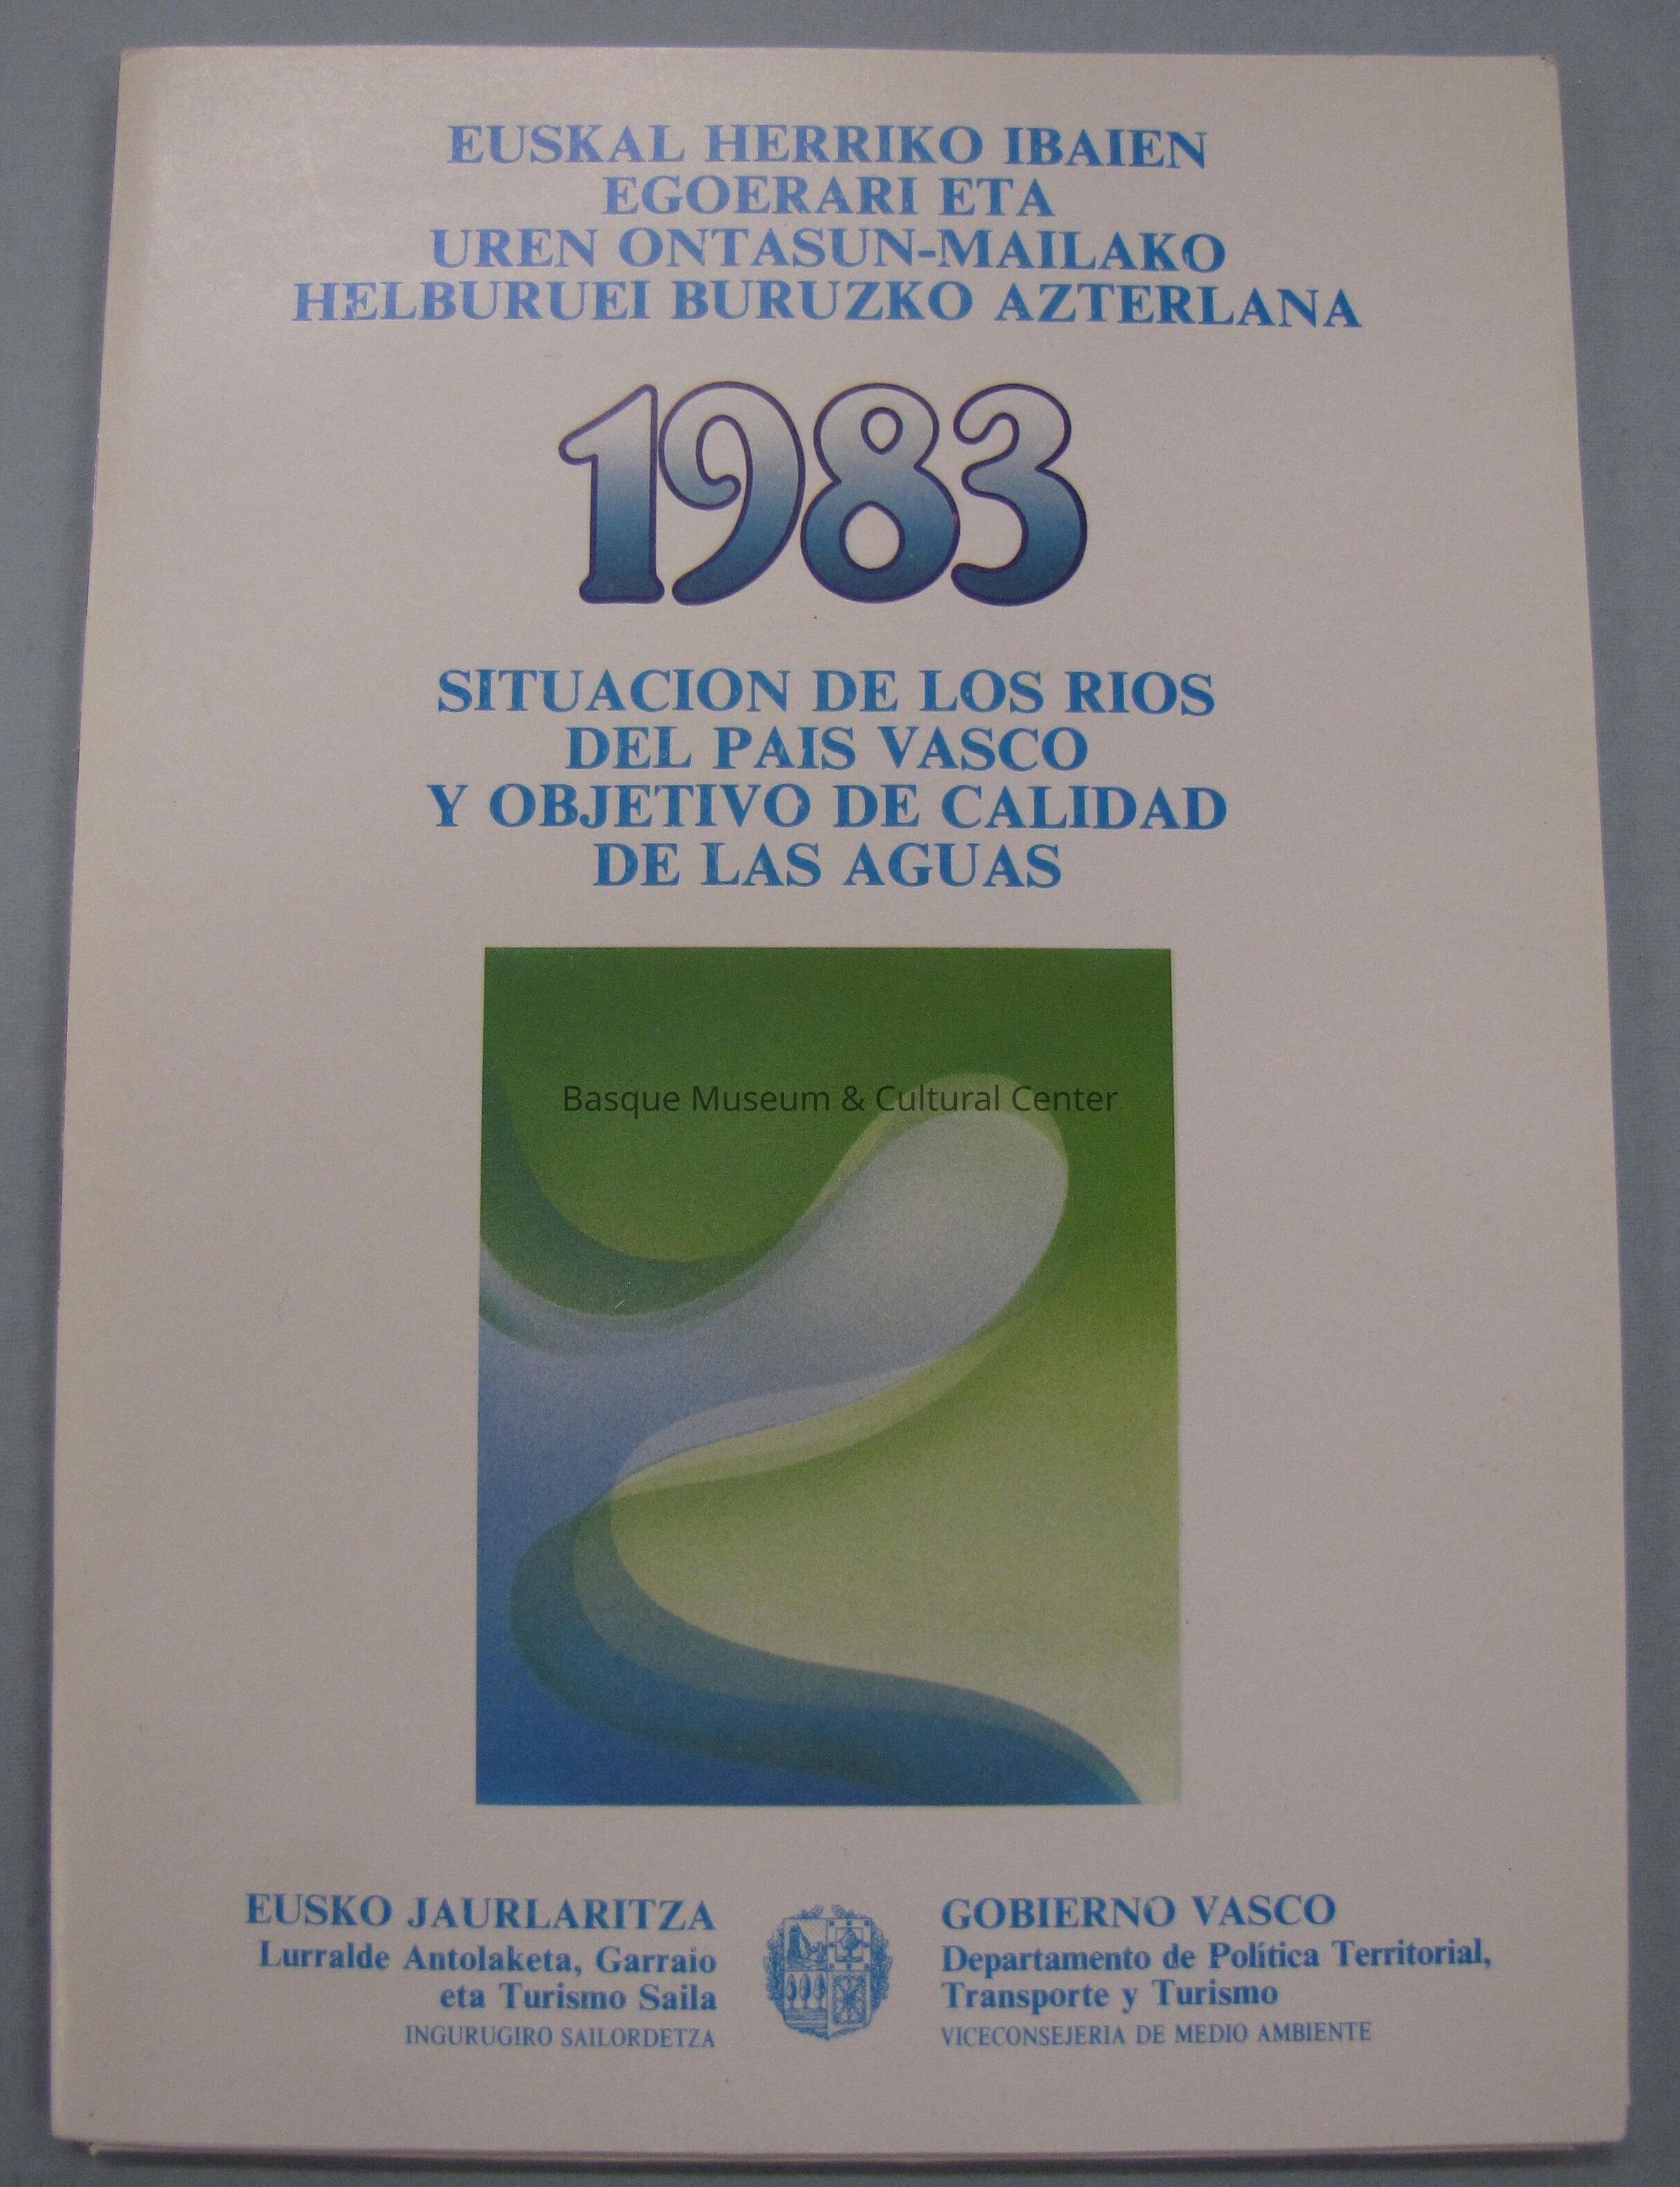 EUSKAL HERRIKO IBAIEN
EGOERARI ETA
UREN ONTASUN-MAILAKO
HELBURUEI BURUZKO AZTERLANA
1983
SITUACION DE LOS RIOS
DEL PAIS VASCO
Y OBJETIVO DE CALIDAD
DE LAS AGUAS
Basque Museum & Cultural Center
EUSKO JAURLARITZA
Lurralde Antolaketa, Garraio
eta Turismo Saila
INGURUGIRO SAILORDETZA
GOBIERNO VASCO
Departamento de Política Territorial,
Transporte y Turismo
VICECONSEJERIA DE MEDIO AMBIENTE